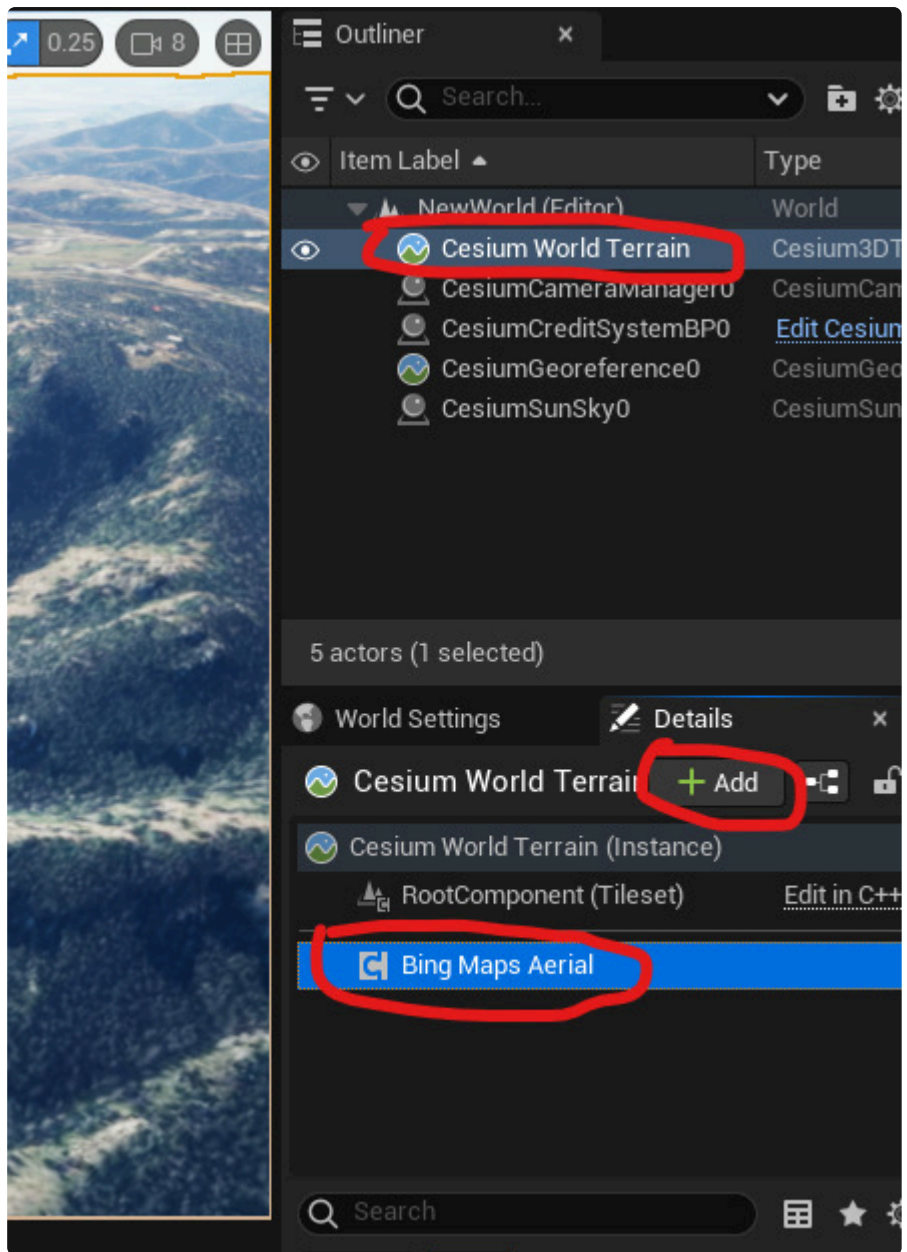 0.25 8 Outliner
Search...
Item Label Type
NewWorld (Editor) World
Cesium World Terrain Cesium3DT
CesiumCameraManager0 CesiumCam
CesiumCreditSystemBP0 Edit Cesium
CesiumGeoreference0 CesiumGeo
CesiumSunSky0 CesiumSun
5 actors (1 selected)
World Settings Details
Cesium World Terrain + Add
Cesium World Terrain (Instance)
RootComponent (Tileset) Edit in C++
Bing Maps Aerial
Search